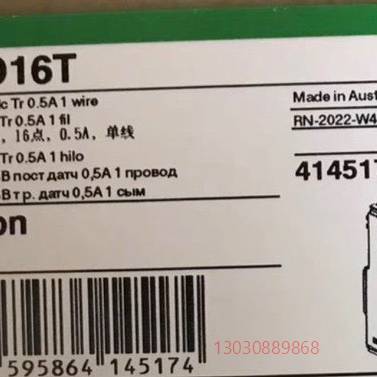 D16T
c Tr 0.5A 1 wire
Tr 0.5A 1 fil
, 16点, 0.5A, 单线
Tr 0.5A 1 hilo
В пост датч 0,5A 1 провод
В тр. датч 0,5A 1 сым
on
Made in Aust
RN-2022-W4
41451
595864 145174
13030889868